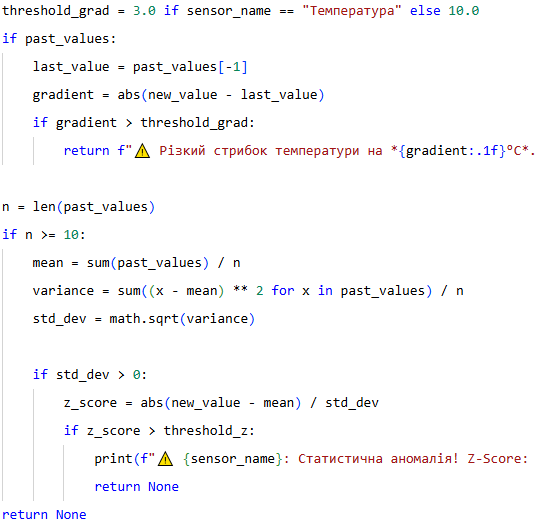 threshold_grad = 3.0 if sensor_name == "Температура" else 10.0
if past_values:
    last_value = past_values[-1]
    gradient = abs(new_value - last_value)
    if gradient > threshold_grad:
        return f"⚠️ Різкий стрибок температури на *{gradient:.1f}°C*.
n = len(past_values)
if n >= 10:
    mean = sum(past_values) / n
    variance = sum((x - mean) ** 2 for x in past_values) / n
    std_dev = math.sqrt(variance)
    if std_dev > 0:
        z_score = abs(new_value - mean) / std_dev
        if z_score > threshold_z:
            print(f"⚠️ {sensor_name}: Статистична аномалія! Z-Score:
            return None
return None